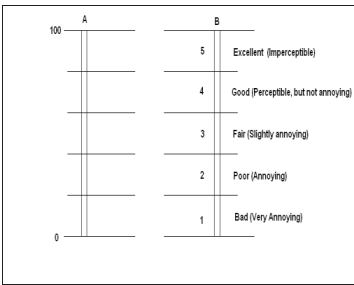 A B
100
5 Excellent (Imperceptible)
4 Good (Perceptible, but not annoying)
3 Fair (Slightly annoying)
2 Poor (Annoying)
1 Bad (Very Annoying)
0